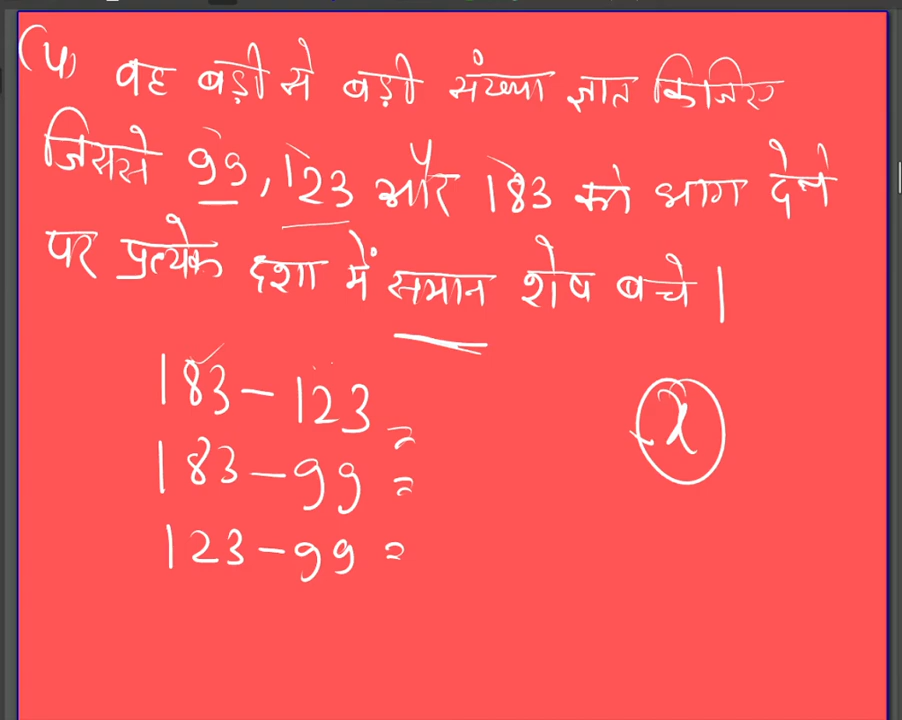 (५) वह बड़ी से बड़ी संख्या ज्ञात किजिए
जिससे 99, 123 और 183 को भाग देने
पर प्रत्येक दशा में समान शेष बचे।
183 - 123 =
x
183 - 99 =
123 - 99 =